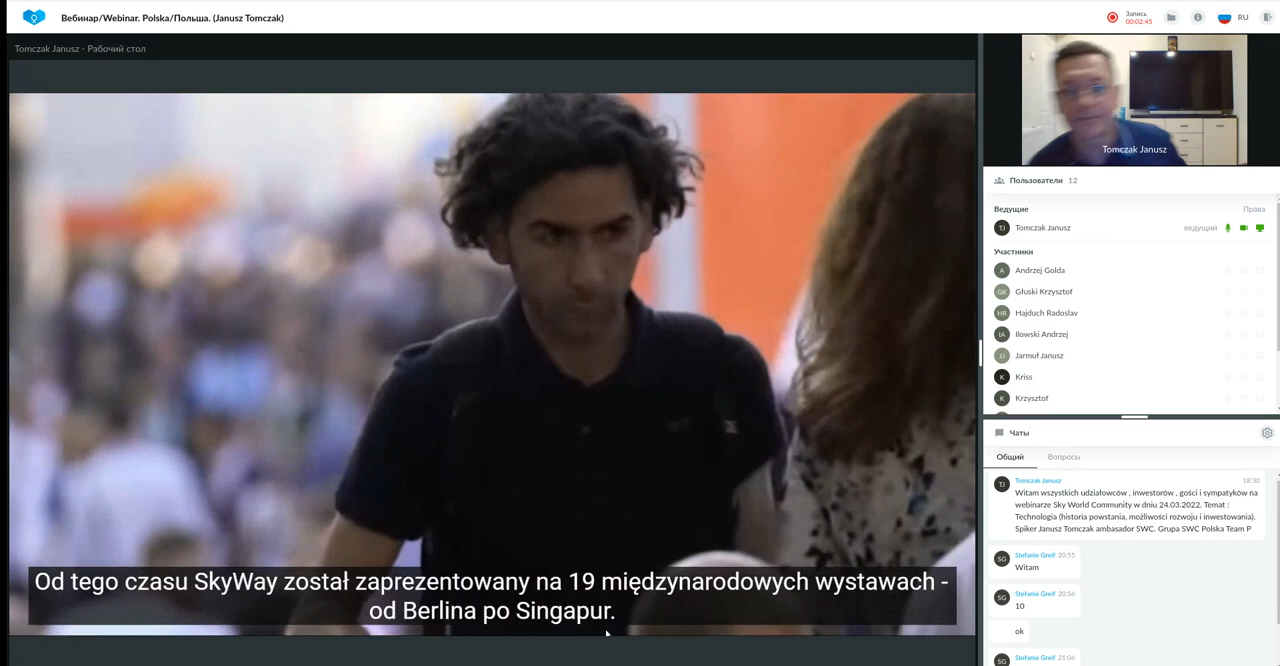 Вебинар/Webinar. Polska/Польша. (Janusz Tomczak)
Запись
00:02:45
RU
Tomczak Janusz - Рабочий стол
Tomczak Janusz
Пользователи 12
Ведущие Права
TJ Tomczak Janusz ведущий
Участники
A Andrzej Golda
GK Głuski Krzysztof
HR Hajduch Radoslav
IA Ilowski Andrzej
JJ Jarmuł Janusz
K Kriss
K Krzysztof
Чаты
Общий Вопросы
TJ Tomczak Janusz 18:30
Witam wszystkich udziałowców , inwestorów , gości i sympatyków na
webinarze Sky World Community w dniu 24.03.2022. Temat :
Technologia (historia powstania, możliwości rozwoju i inwestowania).
Spiker Janusz Tomczak ambasador SWC. Grupa SWC Polska Team P
SG Stefanie Greif 20:55
Witam
SG Stefanie Greif 20:56
10
ok
SG Stefanie Greif 21:06
Od tego czasu SkyWay został zaprezentowany na 19 międzynarodowych wystawach -
od Berlina po Singapur.